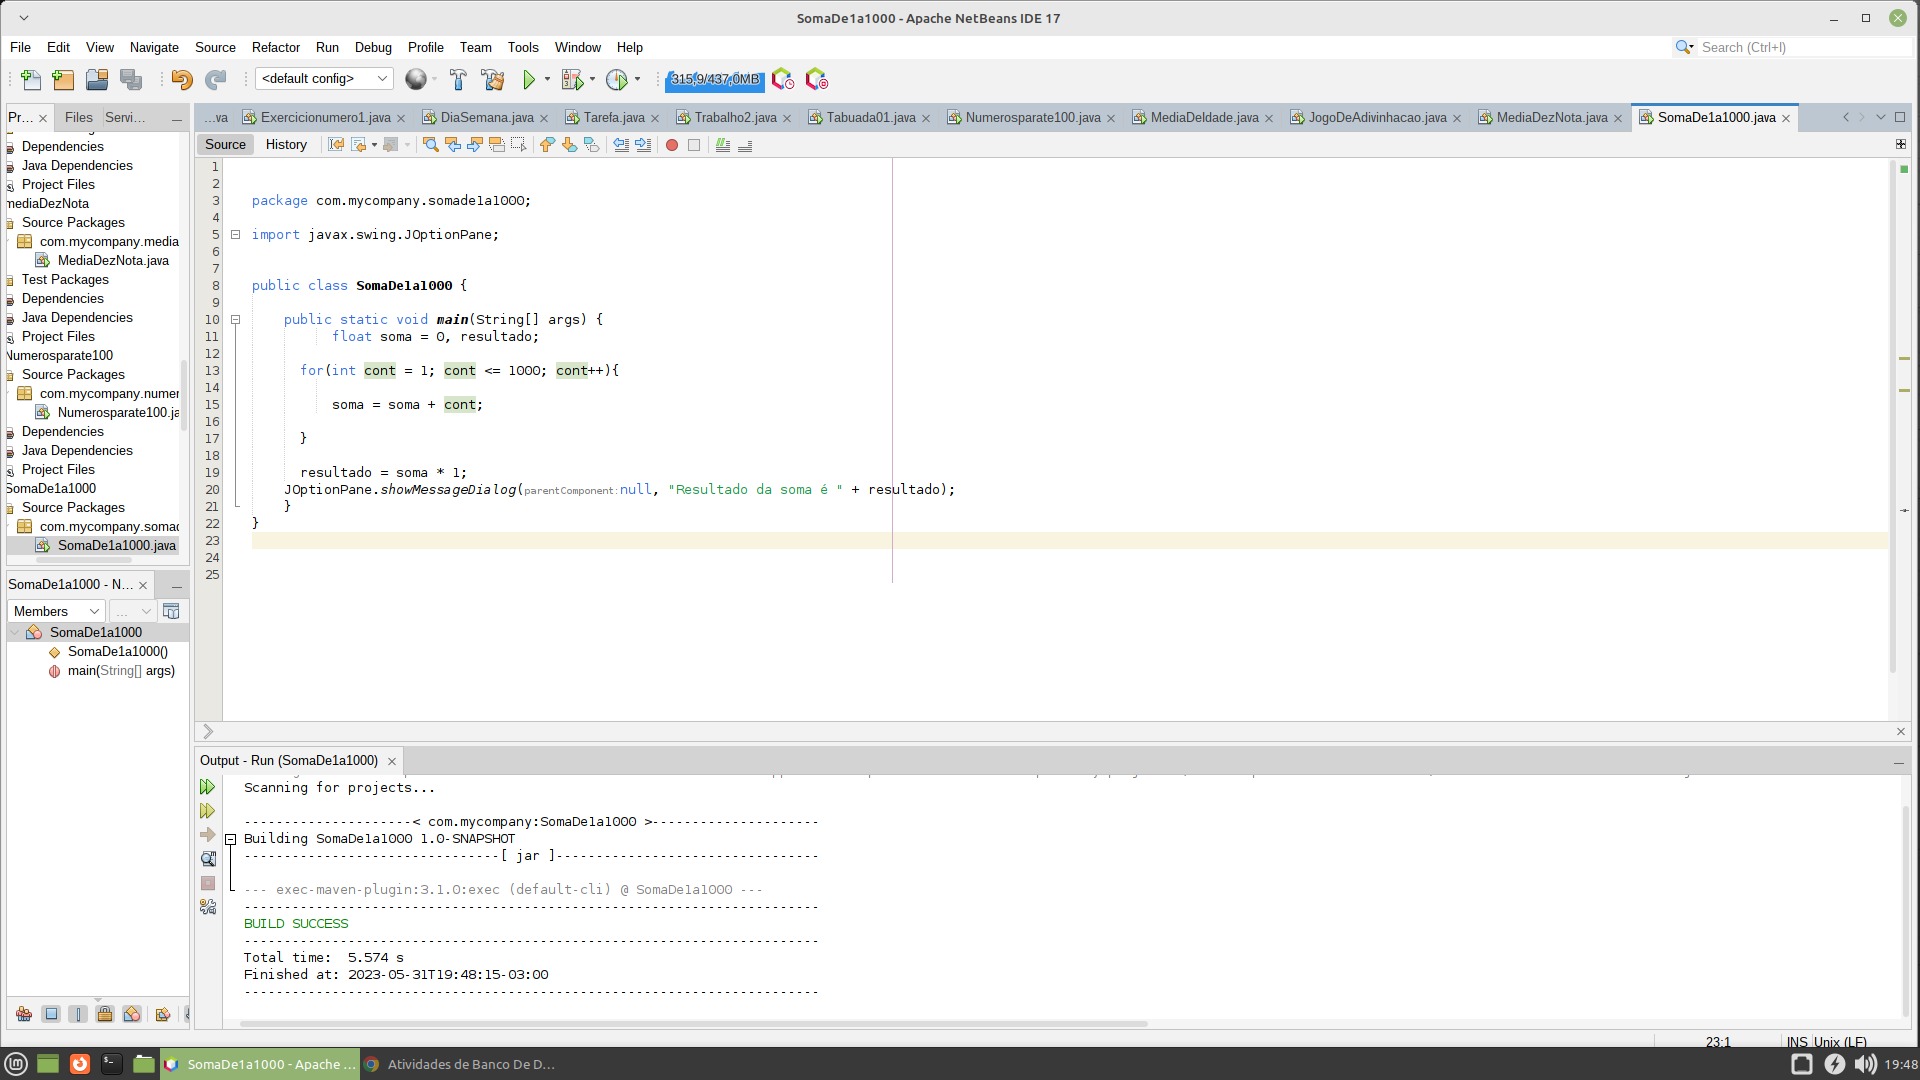 SomaDe1a1000 - Apache NetBeans IDE 17
File Edit View Navigate Source Refactor Run Debug Profile Team Tools Window Help
Search (Ctrl+I)
<default config>
315,9/437,0MB
Pr... Files Servi...
...va Exercicionumero1.java DiaSemana.java Tarefa.java Trabalho2.java Tabuada01.java Numerosparate100.java MediaDeIdade.java JogoDeAdivinhacao.java MediaDezNota.java SomaDe1a1000.java
Source History
Dependencies
Java Dependencies
Project Files
mediaDezNota
Source Packages
com.mycompany.media
MediaDezNota.java
Test Packages
Dependencies
Java Dependencies
Project Files
Numerosparate100
Source Packages
com.mycompany.numer
Numerosparate100.ja
Dependencies
Java Dependencies
Project Files
SomaDe1a1000
Source Packages
com.mycompany.somad
SomaDe1a1000.java
1
2
3 package com.mycompany.somade1a1000;
4
5 import javax.swing.JOptionPane;
6
7
8 public class SomaDe1a1000 {
9
10 public static void main(String[] args) {
11 float soma = 0, resultado;
12
13 for(int cont = 1; cont <= 1000; cont++){
14
15 soma = soma + cont;
16
17 }
18
19 resultado = soma * 1;
20 JOptionPane.showMessageDialog(parentComponent:null, "Resultado da soma é " + resultado);
21 }
22 }
23
24
25
SomaDe1a1000 - N...
Members ...
SomaDe1a1000
SomaDe1a1000()
main(String[] args)
Output - Run (SomaDe1a1000)
Scanning for projects...
---------------------< com.mycompany:SomaDe1a1000 >---------------------
Building SomaDe1a1000 1.0-SNAPSHOT
--------------------------------[ jar ]---------------------------------
--- exec-maven-plugin:3.1.0:exec (default-cli) @ SomaDe1a1000 ---
------------------------------------------------------------------------
BUILD SUCCESS
------------------------------------------------------------------------
Total time:  5.574 s
Finished at: 2023-05-31T19:48:15-03:00
------------------------------------------------------------------------
23:1 INS Unix (LF)
SomaDe1a1000 - Apache ... Atividades de Banco De D... 19:48